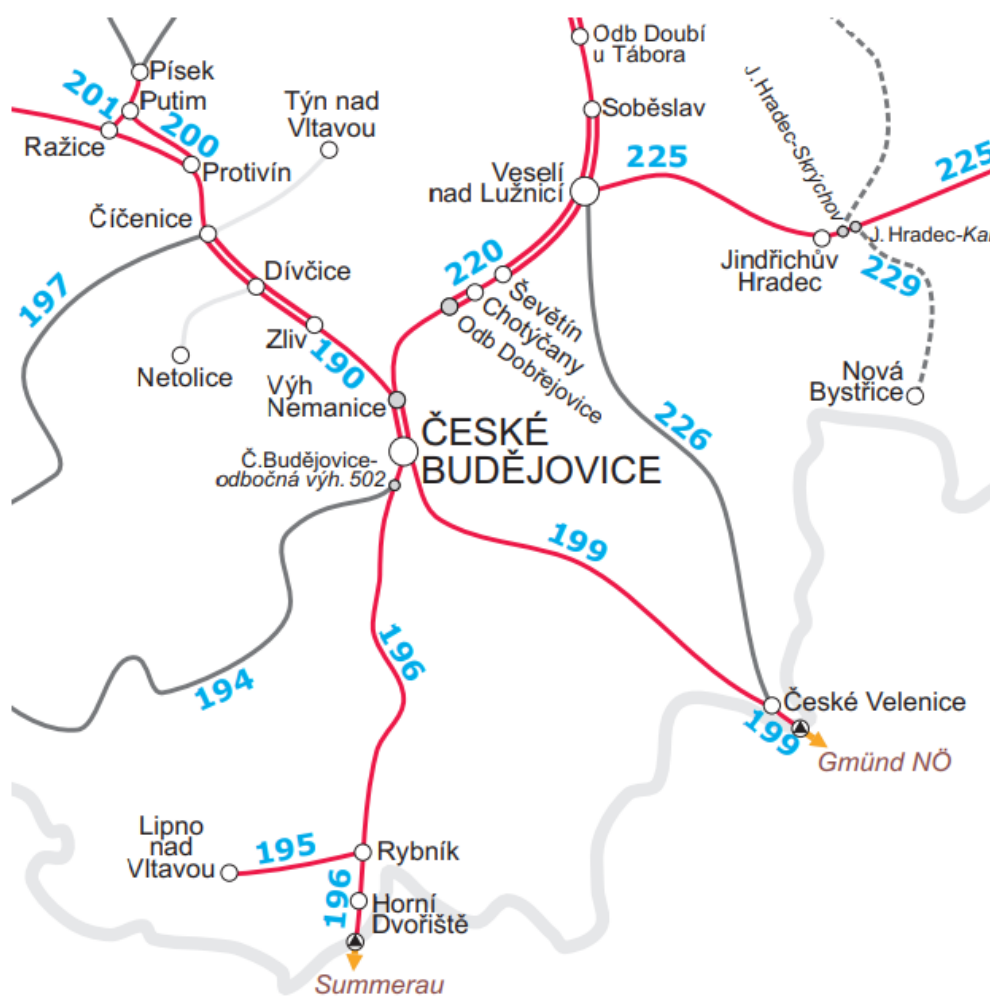 Písek
Putim
201
200
Ražice
Protivín
Týn nad
Vltavou
Číčenice
197
Dívčice
Zliv
190
Netolice
Výh
Nemanice
Odb Doubí
u Tábora
Soběslav
Veselí
nad Lužnicí
225
225
J.Hradec-Skrýchov
J. Hradec-Kan
Jindřichův
Hradec
229
Nová
Bystřice
220
Ševětín
Chotýčany
Odb Dobřejovice
226
ČESKÉ
BUDĚJOVICE
Č.Budějovice-
odbočná výh. 502
199
196
194
České Velenice
199
Gmünd NÖ
Lipno
nad
Vltavou
195
Rybník
196
Horní
Dvořiště
Summerau